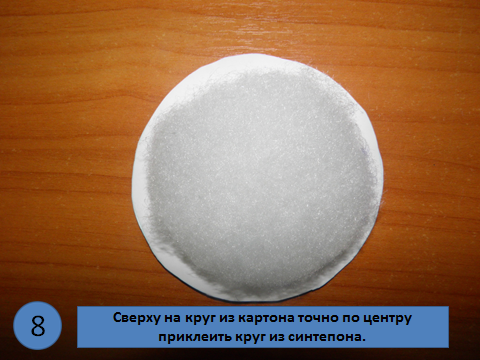 8
Сверху на круг из картона точно по центру
приклеить круг из синтепона.